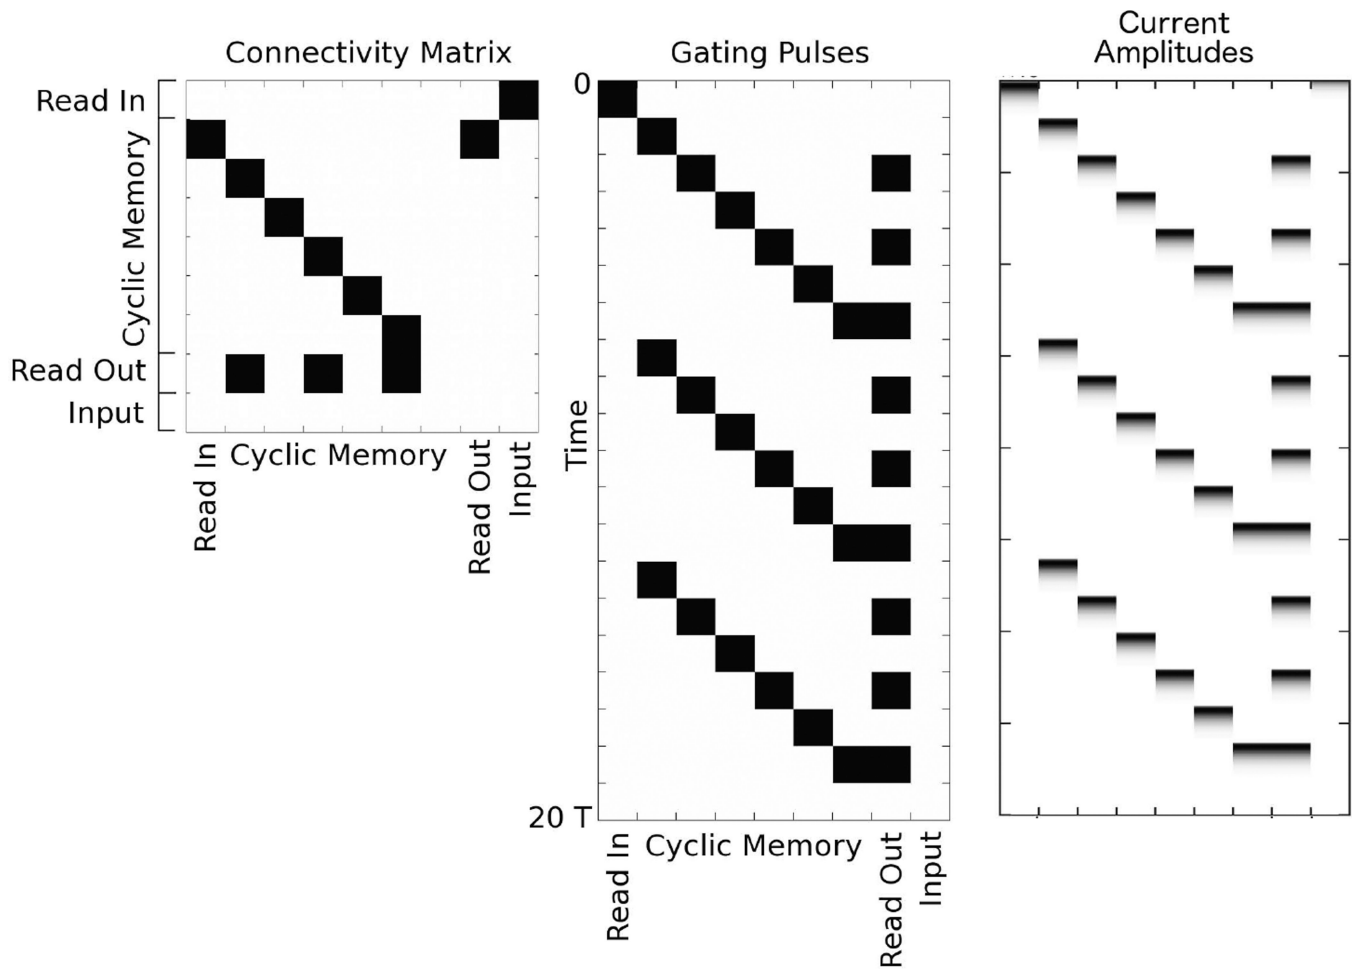 Connectivity Matrix
Read In
Cyclic Memory
Read Out
Input
Read In
Cyclic Memory
Read Out
Input
Gating Pulses
0
Time
20 T
Read In
Cyclic Memory
Read Out
Input
Current
Amplitudes